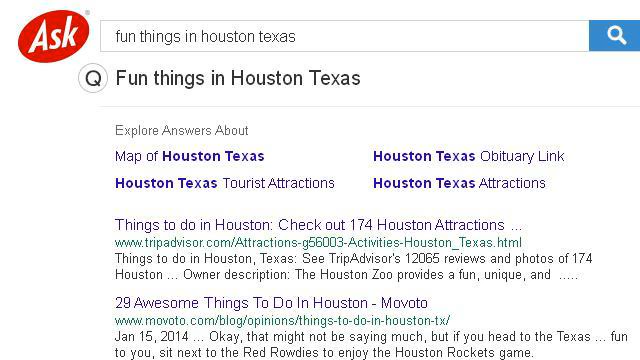 Ask®
fun things in houston texas
Q Fun things in Houston Texas
Explore Answers About
Map of Houston Texas
Houston Texas Obituary Link
Houston Texas Tourist Attractions
Houston Texas Attractions
Things to do in Houston: Check out 174 Houston Attractions ...
www.tripadvisor.com/Attractions-g56003-Activities-Houston_Texas.html
Things to do in Houston, Texas: See TripAdvisor's 12065 reviews and photos of 174
Houston ... Owner description: The Houston Zoo provides a fun, unique, and .....
29 Awesome Things To Do In Houston - Movoto
www.movoto.com/blog/opinions/things-to-do-in-houston-tx/
Jan 15, 2014 ... Okay, that might not be saying much, but if you head to the Texas ... fun
to you, sit next to the Red Rowdies to enjoy the Houston Rockets game.